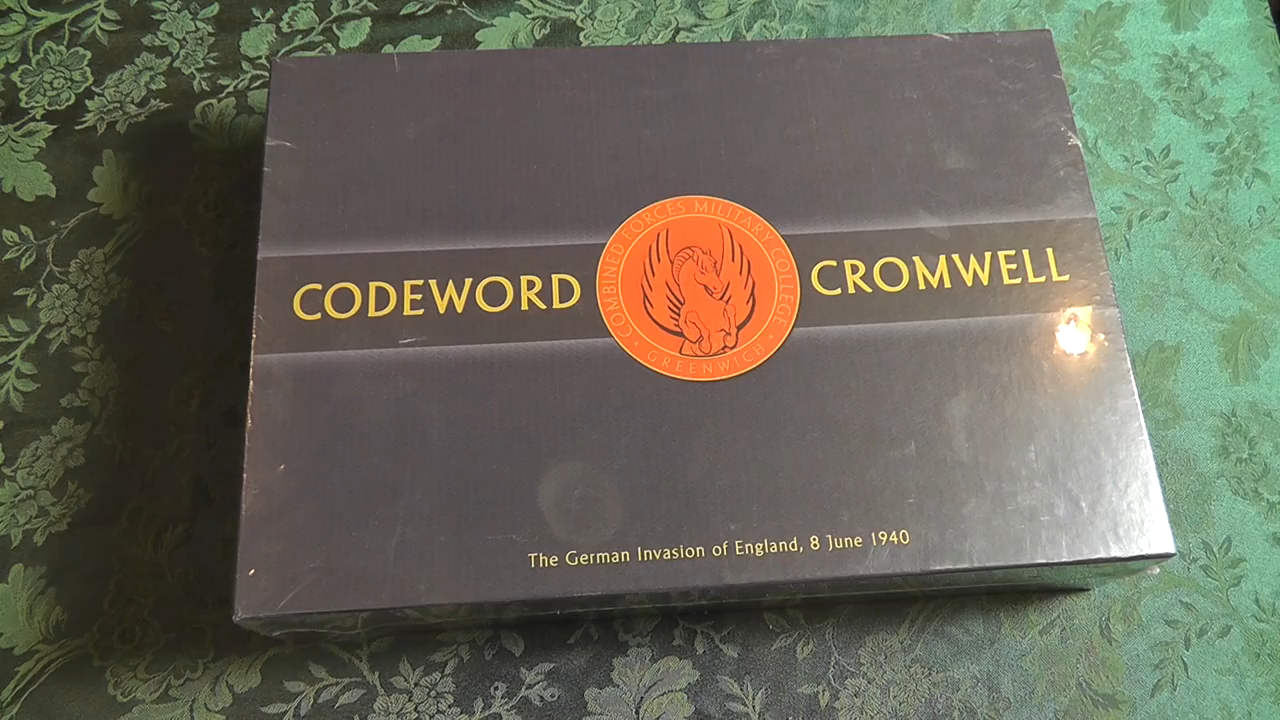 CODEWORD CROMWELL
COMBINED FORCES MILITARY COLLEGE
• GREENWICH •
The German Invasion of England, 8 June 1940